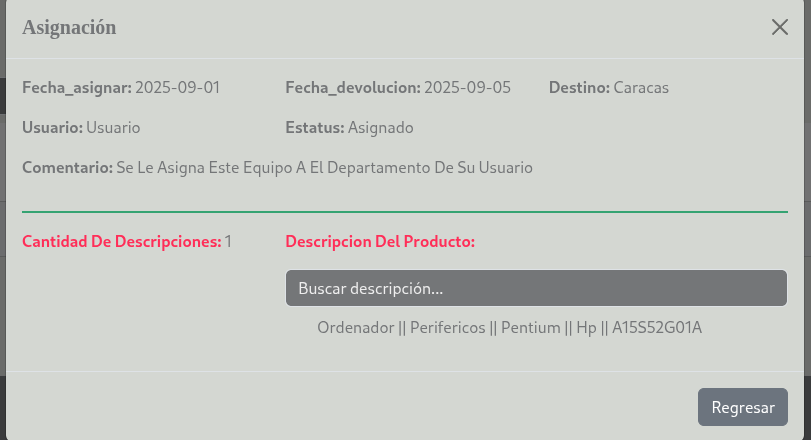 Asignación
Fecha_asignar: 2025-09-01 Fecha_devolucion: 2025-09-05 Destino: Caracas
Usuario: Usuario Estatus: Asignado
Comentario: Se Le Asigna Este Equipo A El Departamento De Su Usuario
Cantidad De Descripciones: 1 Descripcion Del Producto:
Buscar descripción...
Ordenador || Perifericos || Pentium || Hp || A15S52G01A
Regresar